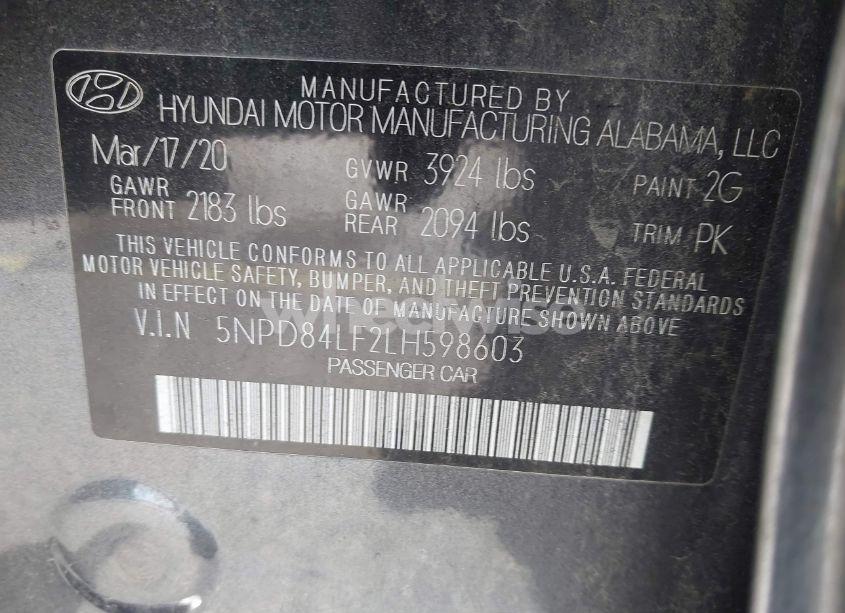 MANUFACTURED BY
HYUNDAI MOTOR MANUFACTURING ALABAMA, LLC
Mar/17/20 GVWR 3924 lbs PAINT 2G
GAWR FRONT 2183 lbs GAWR REAR 2094 lbs TRIM PK
THIS VEHICLE CONFORMS TO ALL APPLICABLE U.S.A. FEDERAL
MOTOR VEHICLE SAFETY, BUMPER, AND THEFT PREVENTION STANDARDS
IN EFFECT ON THE DATE OF MANUFACTURE SHOWN ABOVE
V.I.N 5NPD84LF2LH598603
PASSENGER CAR